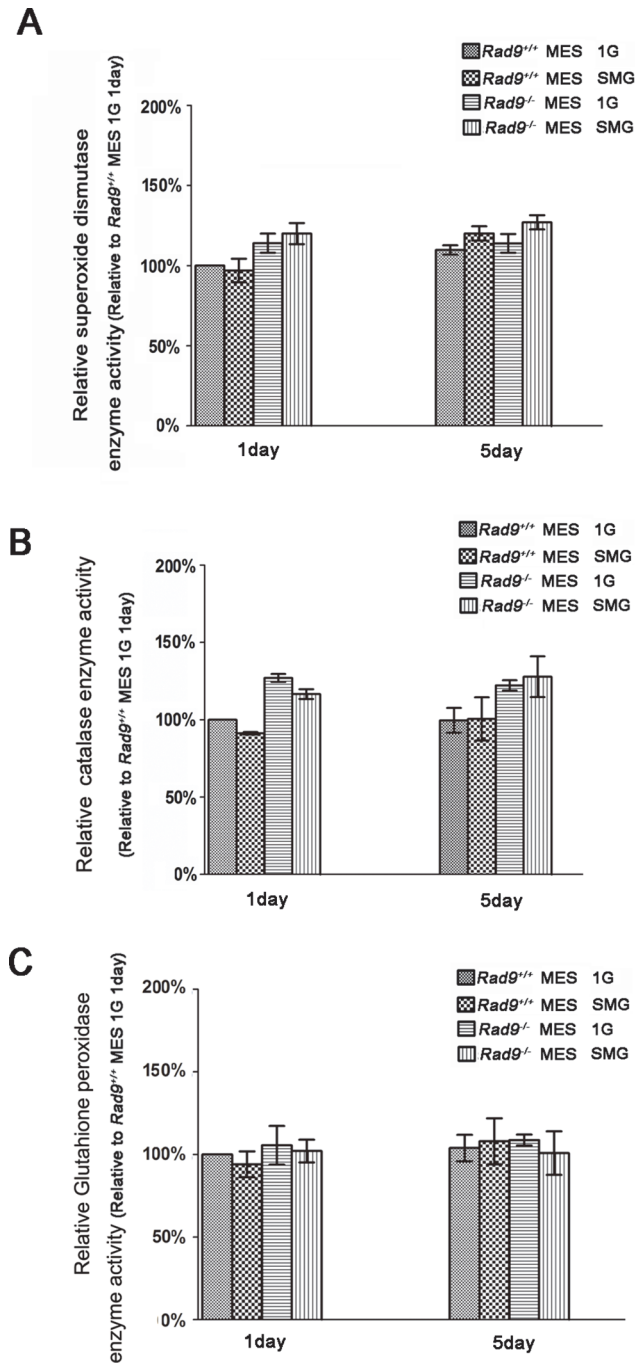 A
Rad9+/+ MES 1G
Rad9+/+ MES SMG
Rad9-/- MES 1G
Rad9-/- MES SMG
Relative superoxide dismutase
enzyme activity (Relative to Rad9+/+ MES 1G 1day)
200%
150%
100%
50%
0%
1day 5day
B
Rad9+/+ MES 1G
Rad9+/+ MES SMG
Rad9-/- MES 1G
Rad9-/- MES SMG
Relative catalase enzyme activity
(Relative to Rad9+/+ MES 1G 1day)
200%
150%
100%
50%
0%
1day 5day
C
Rad9+/+ MES 1G
Rad9+/+ MES SMG
Rad9-/- MES 1G
Rad9-/- MES SMG
Relative Glutahione peroxidase
enzyme activity (Relative to Rad9+/+ MES 1G 1day)
200%
150%
100%
50%
0%
1day 5day